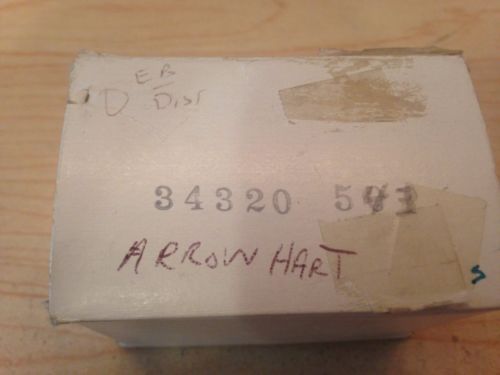 EB
D Dist
34320
ARROW HART
S